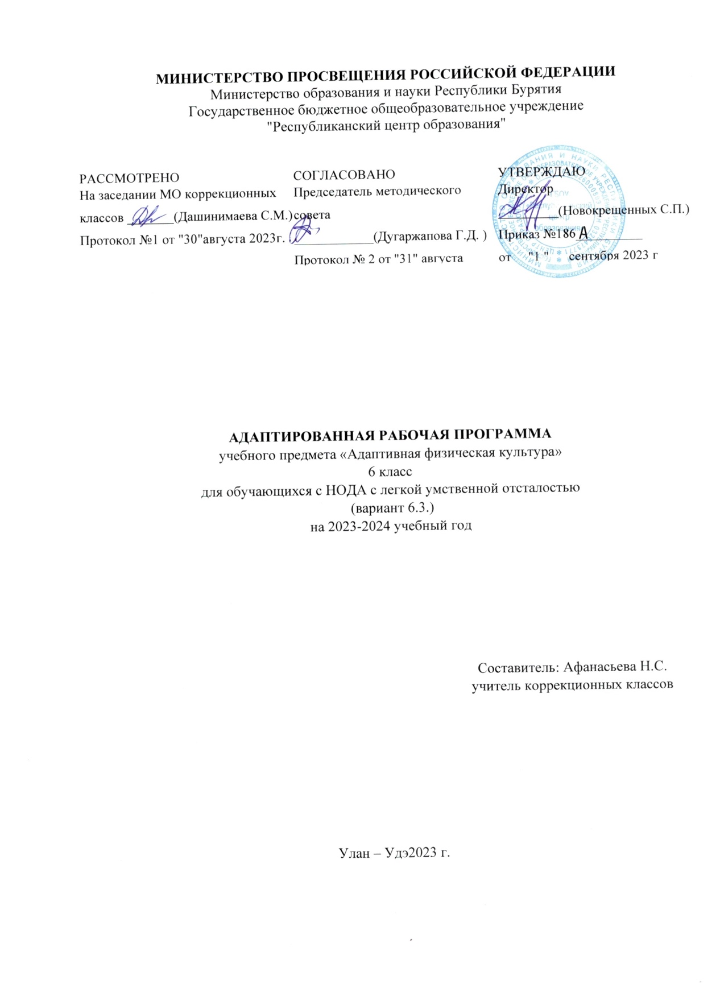 МИНИСТЕРСТВО ПРОСВЕЩЕНИЯ РОССИЙСКОЙ ФЕДЕРАЦИИ
Министерство образования и науки Республики Бурятия
Государственное бюджетное общеобразовательное учреждение
"Республиканский центр образования"
РАССМОТРЕНО
На заседании МО коррекционных
классов _______(Дашинимаева С.М.)
Протокол №1 от "30"августа 2023г.
СОГЛАСОВАНО
Председатель методического
совета
____________(Дугаржапова Г.Д. )
Протокол № 2 от "31" августа
УТВЕРЖДАЮ
Директор
_________(Новокрещенных С.П.)
Приказ №186 А__________
от "1 " сентября 2023 г
АДАПТИРОВАННАЯ РАБОЧАЯ ПРОГРАММА
учебного предмета «Адаптивная физическая культура»
6 класс
для обучающихся с НОДА с легкой умственной отсталостью
(вариант 6.3.)
на 2023-2024 учебный год
Составитель: Афанасьева Н.С.
учитель коррекционных классов
Улан – Удэ2023 г.